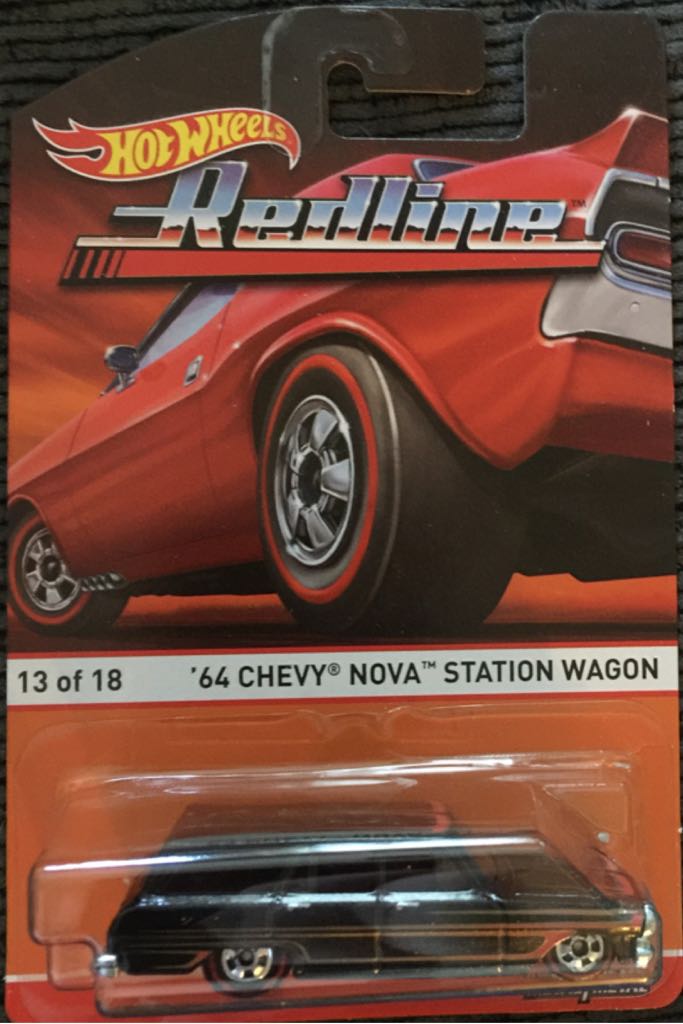 HOT WHEELS
Redline™
13 of 18 '64 CHEVY® NOVA™ STATION WAGON